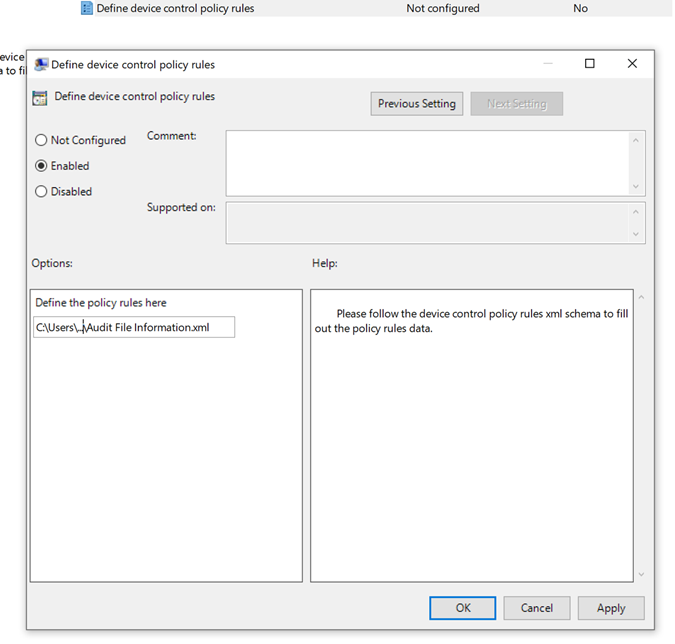 Define device control policy rules Not configured No
evice
a to fi
Define device control policy rules
Define device control policy rules
Previous Setting Next Setting
Not Configured
Comment:
Enabled
Disabled
Supported on:
Options:
Help:
Define the policy rules here
C:\Users\..\Audit File Information.xml
Please follow the device control policy rules xml schema to fill
out the policy rules data.
OK Cancel Apply